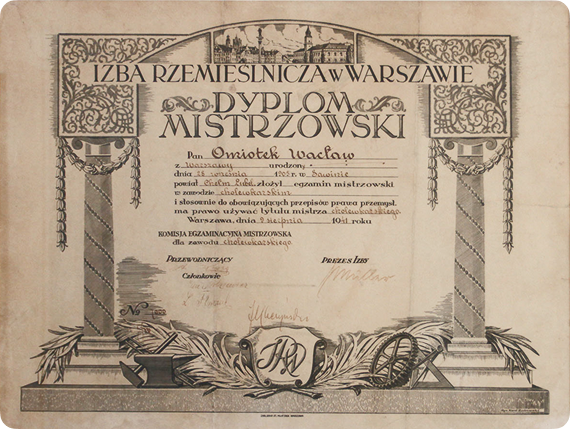 IZBA RZEMIEŚLNICZA W WARSZAWIE
DYPLOM
MISTRZOWSKI
Pan Omiotek Wacław
z Warszawy urodzony
dnia 28 września 1905 r. w Sawinie
powiat Chełm Lubel. złożył egzamin mistrzowski
w zawodzie cholewkarskim
i stosownie do obowiązujących przepisów prawa przemysł.
ma prawo używać tytułu mistrza cholewkarskiego
Warszawa, dnia sierpnia 1941 roku
KOMISJA EGZAMINACYJNA MISTRZOWSKA
dla zawodu cholewkarskiego
PRZEWODNICZĄCY PREZES IZBY
Członkowie
No